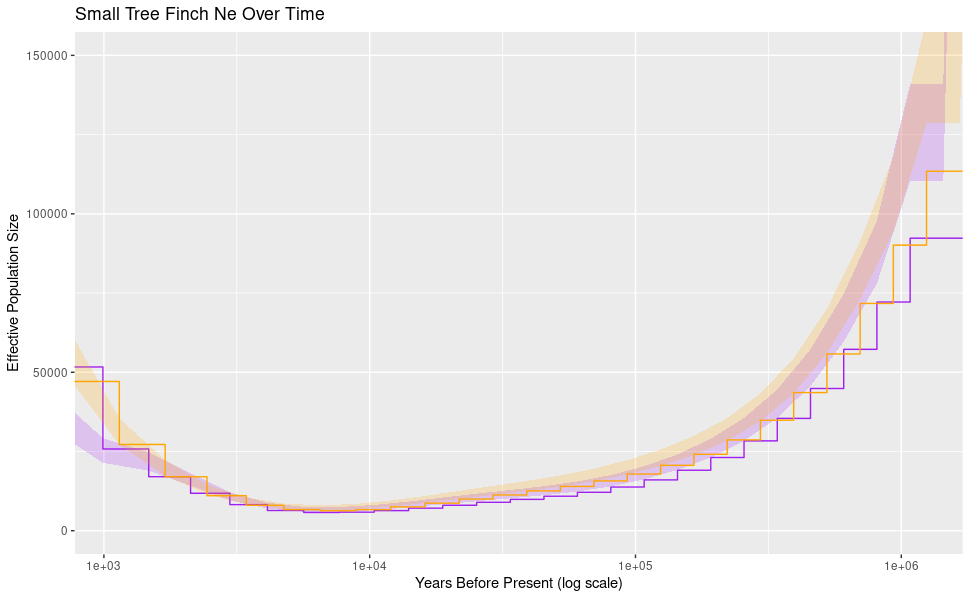 Small Tree Finch Ne Over Time
Effective Population Size
150000
100000
50000
0
1e+03 1e+04 1e+05 1e+06
Years Before Present (log scale)